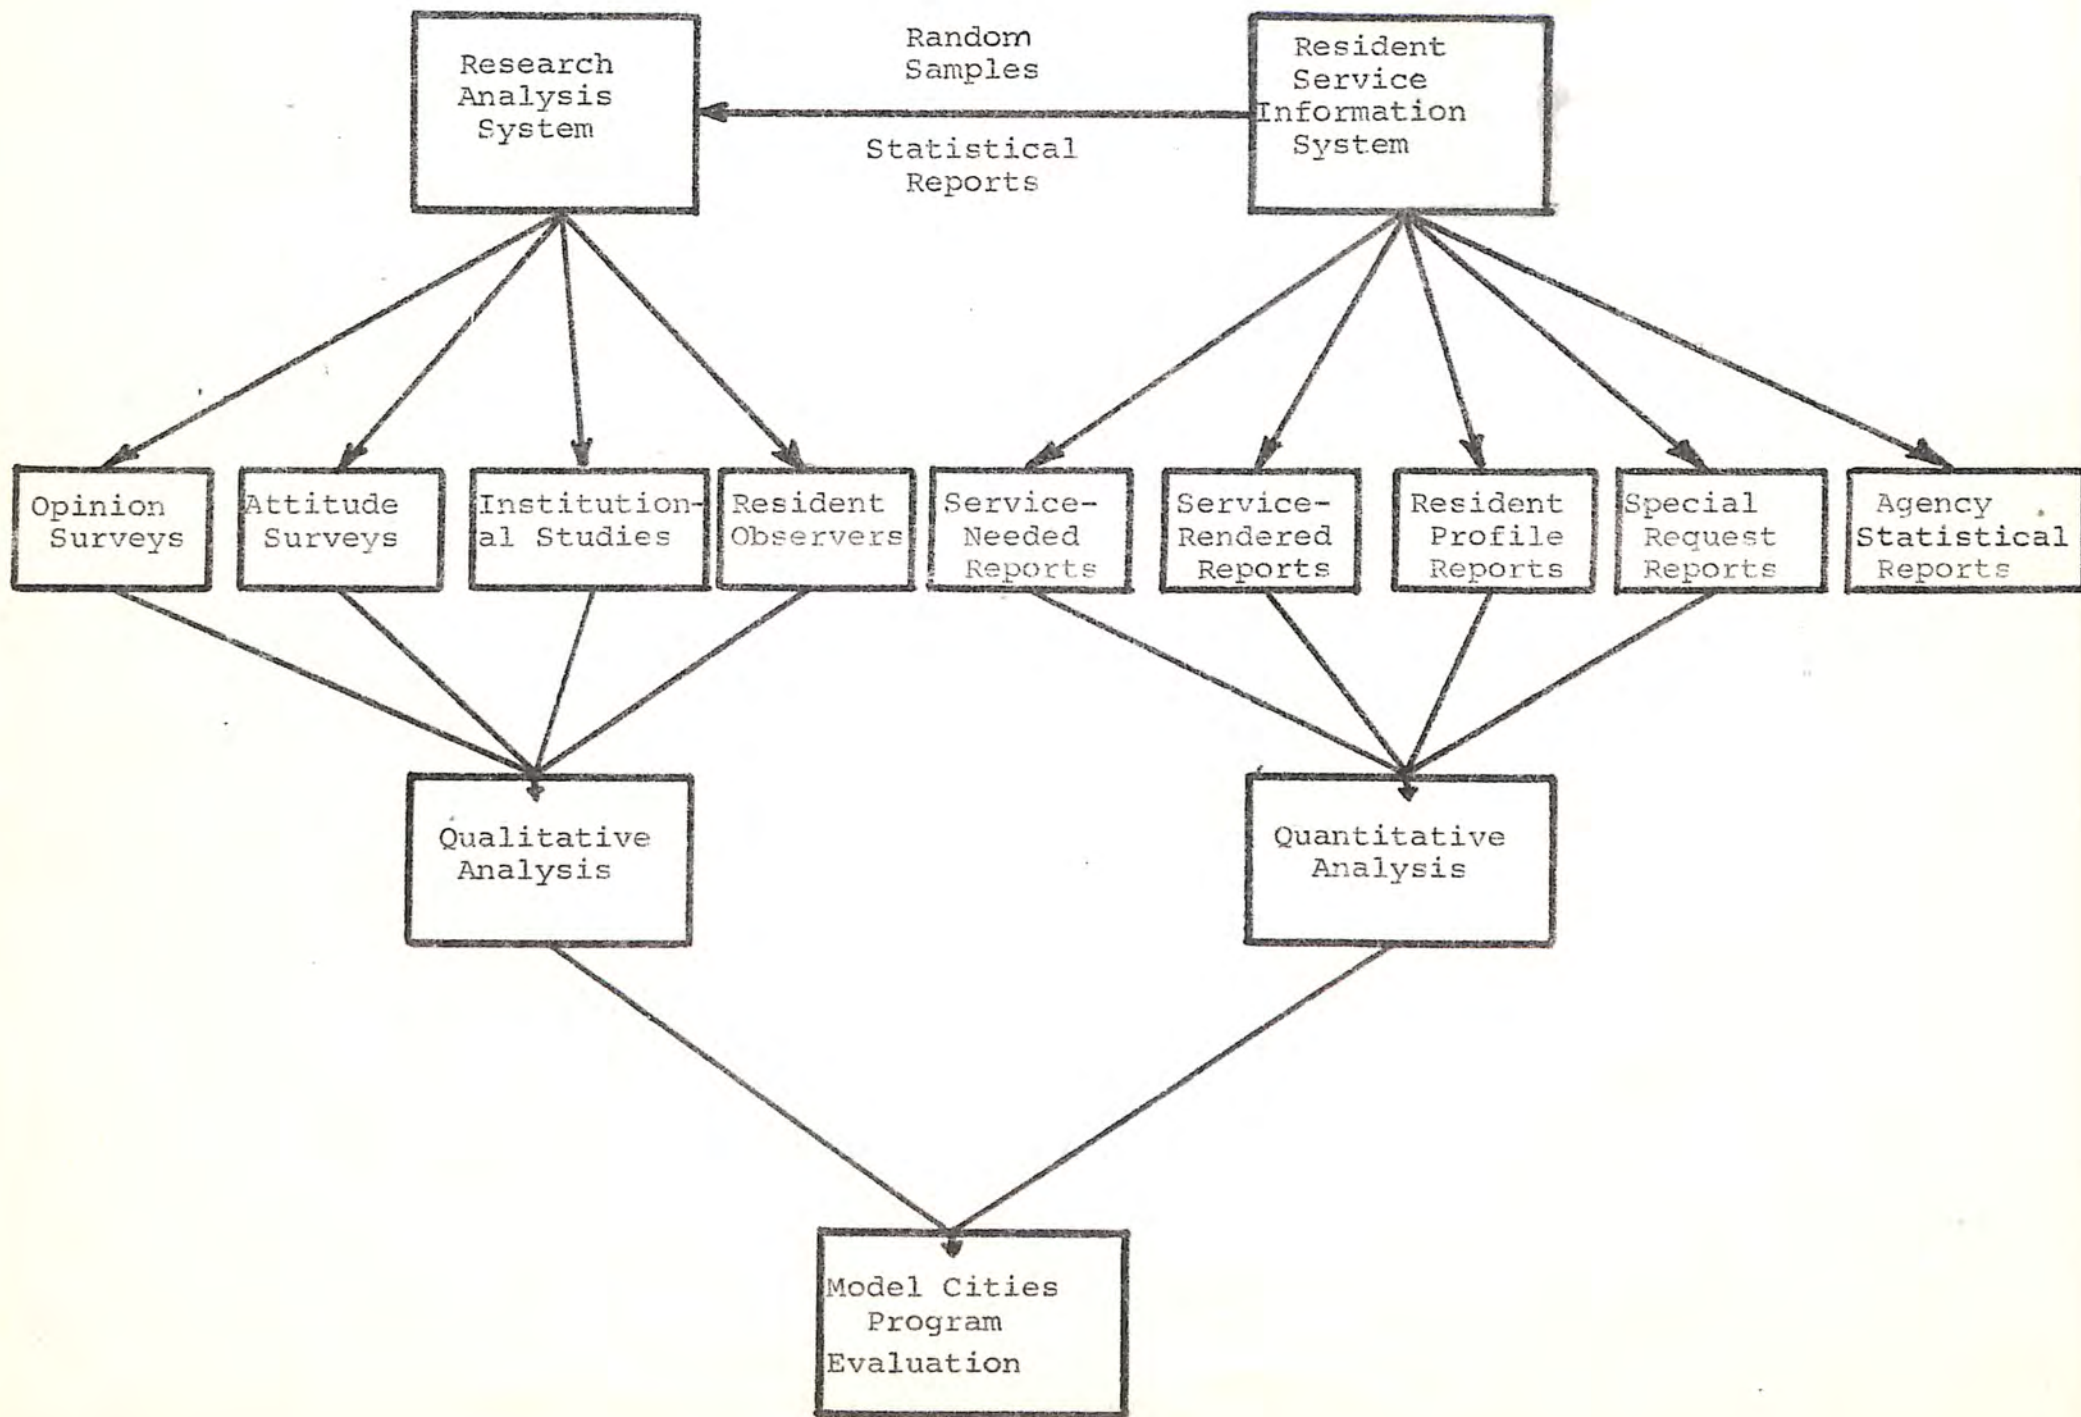 Research
Analysis
System
Random
Samples
Statistical
Reports
Resident
Service
Information
System
Opinion
Surveys
Attitude
Surveys
Institution-
al Studies
Resident
Observers
Service-
Needed
Reports
Service-
Rendered
Reports
Resident
Profile
Reports
Special
Request
Reports
Agency
Statistical
Reports
Qualitative
Analysis
Quantitative
Analysis
Model Cities
Program
Evaluation